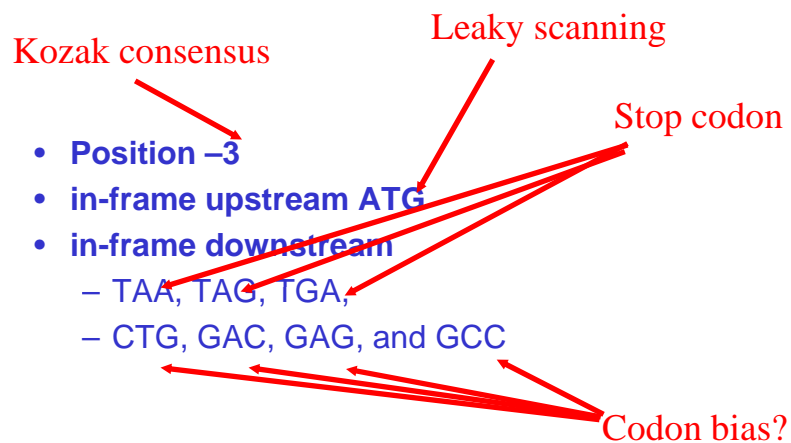 Leaky scanning
Kozak consensus
Stop codon
• Position –3
• in-frame upstream ATG
• in-frame downstream
– TAA, TAG, TGA,
– CTG, GAC, GAG, and GCC
Codon bias?